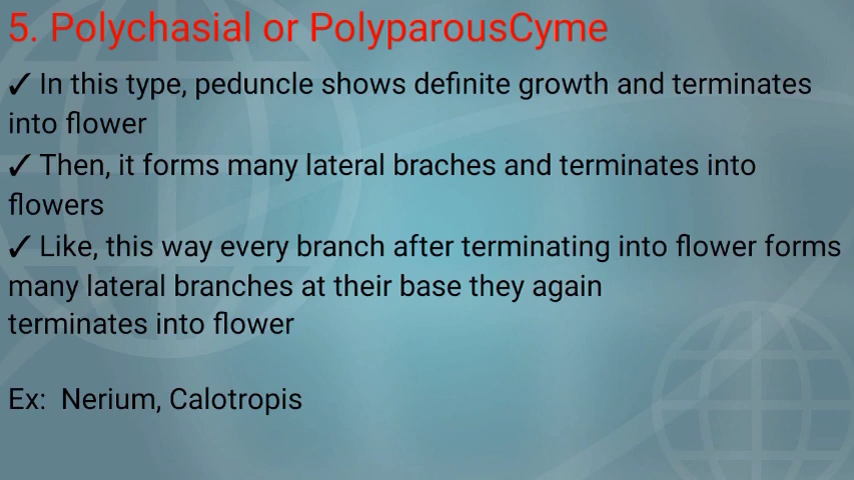 5. Polychasial or PolyparousCyme
✓ In this type, peduncle shows definite growth and terminates
into flower
✓ Then, it forms many lateral braches and terminates into
flowers
✓ Like, this way every branch after terminating into flower forms
many lateral branches at their base they again
terminates into flower
Ex: Nerium, Calotropis